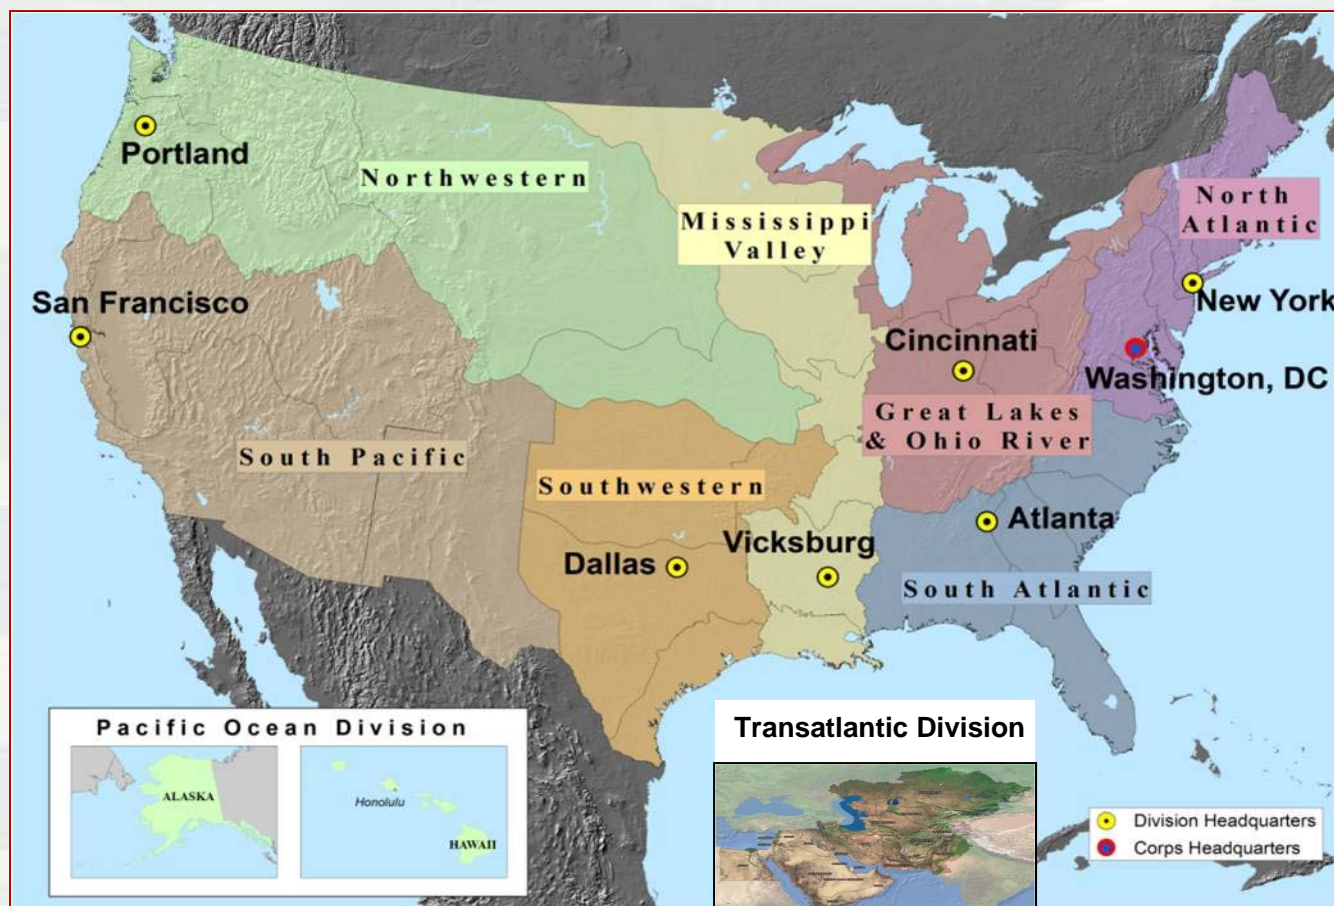 Portland
Northwestern
North
Atlantic
Mississippi
Valley
San Francisco
New York
Cincinnati
Washington, DC
Great Lakes
& Ohio River
South Pacific
Southwestern
Atlanta
Vicksburg
Dallas
South Atlantic
Pacific Ocean Division
ALASKA
Honolulu
HAWAII
Transatlantic Division
Division Headquarters
Corps Headquarters